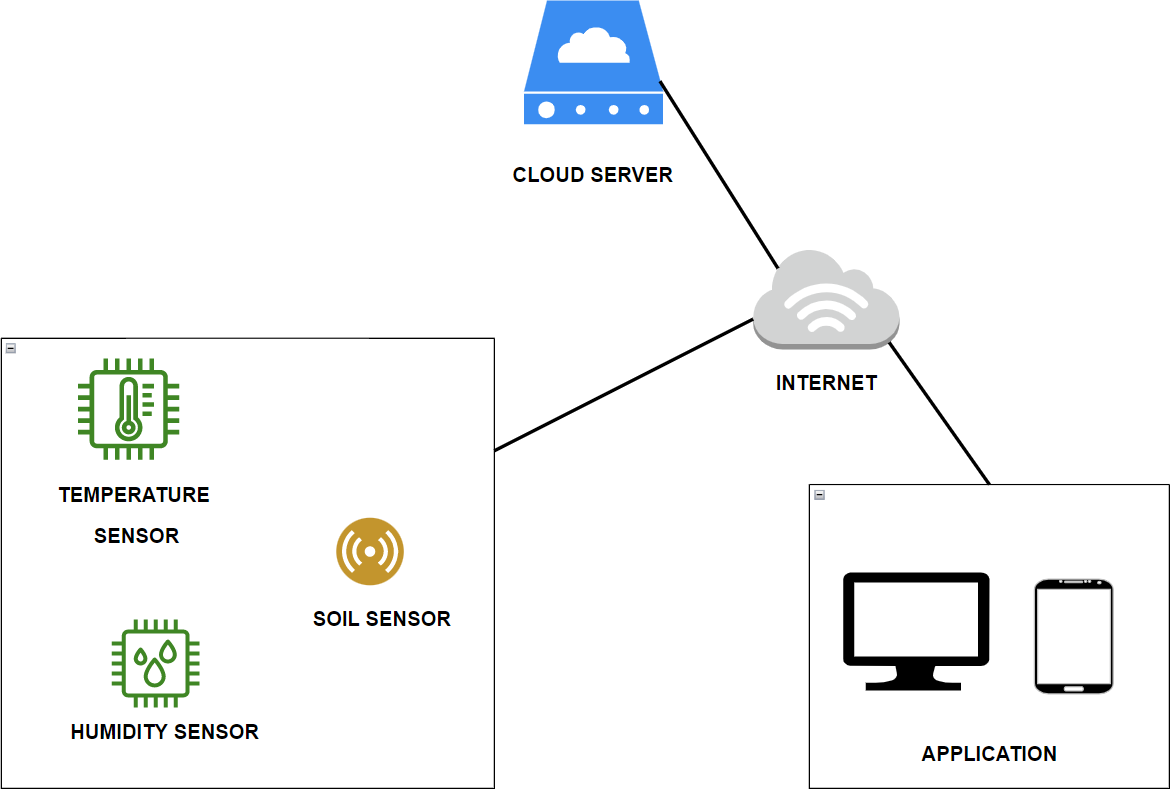 CLOUD SERVER
INTERNET
TEMPERATURE
SENSOR
SOIL SENSOR
HUMIDITY SENSOR
APPLICATION